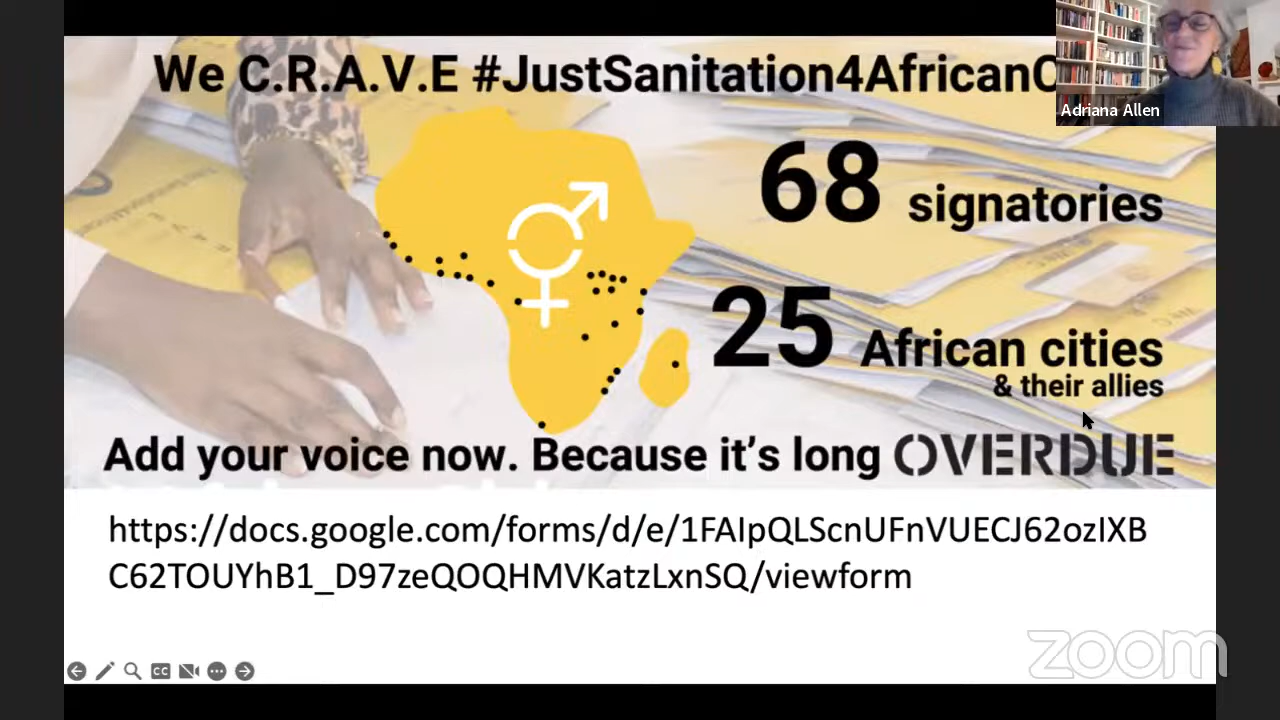 We C.R.A.V.E #JustSanitation4AfricanC
Adriana Allen
68 signatories
25 African cities
& their allies
Add your voice now. Because it’s long OVERDUE
https://docs.google.com/forms/d/e/1FAIpQLScnUFnVUECJ62ozIXB
C62TOUYhB1_D97zeQOQHMVKatzLxnSQ/viewform
zoom
CC